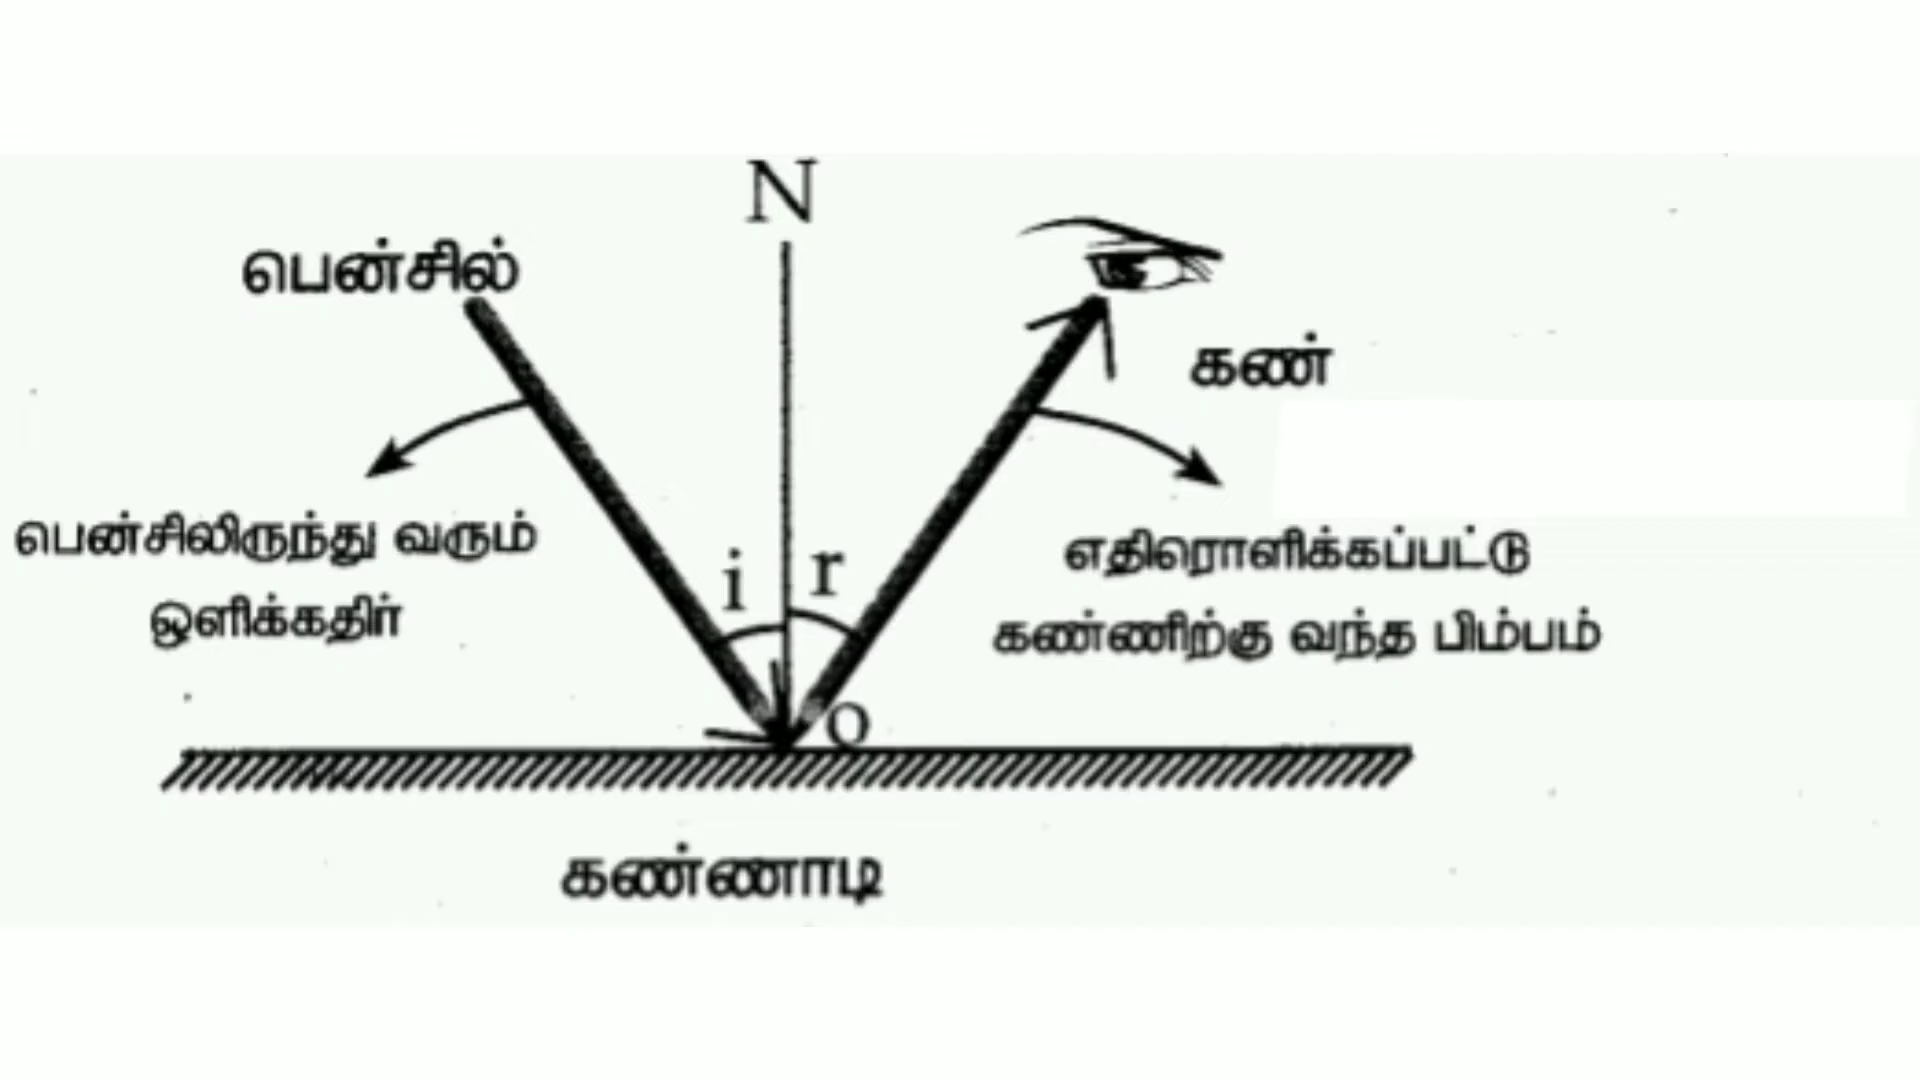 N
பென்சில்
கண்
பென்சிலிருந்து வரும்
ஒளிக்கதிர்
i
r
எதிரொளிக்கப்பட்டு
கண்ணிற்கு வந்த பிம்பம்
o
கண்ணாடி